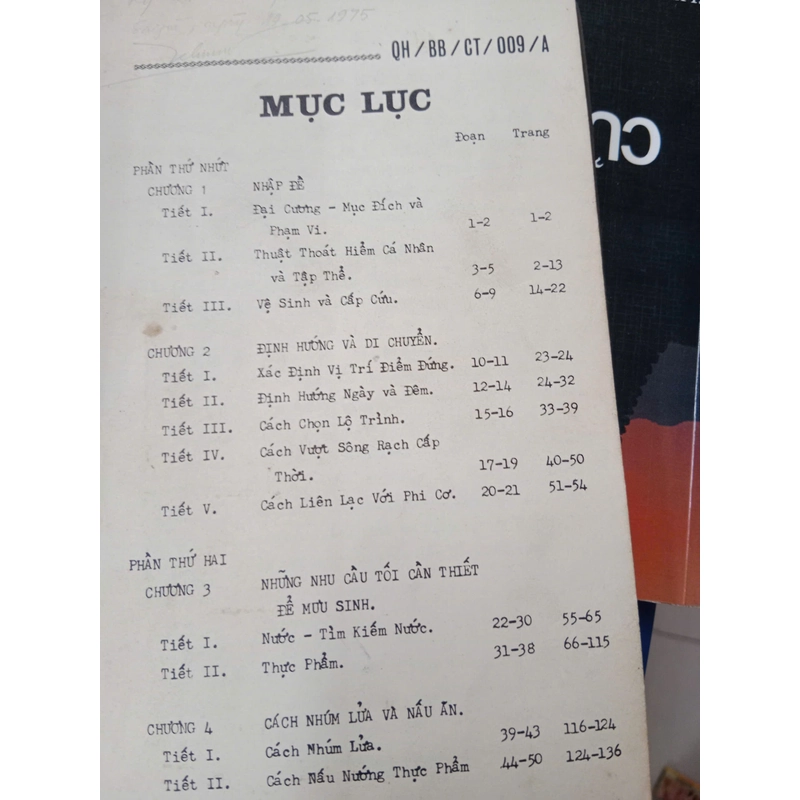 05-1975
QH/BB/CT/009/A
MỤC LỤC
Đoạn Trang
PHẦN THỨ NHỨT
CHƯƠNG 1 NHẬP ĐỀ
Tiết I. Đại Cương - Mục Đích và
Phạm Vi. 1-2 1-2
Tiết II. Thuật Thoát Hiểm Cá Nhân
và Tập Thể. 3-5 2-13
Tiết III. Vệ Sinh và Cấp Cứu. 6-9 14-22
CHƯƠNG 2 ĐỊNH HƯỚNG VÀ DI CHUYỂN.
Tiết I. Xác Định Vị Trí Điểm Đứng. 10-11 23-24
Tiết II. Định Hướng Ngày và Đêm. 12-14 24-32
Tiết III. Cách Chọn Lộ Trình. 15-16 33-39
Tiết IV. Cách Vượt Sông Rạch Cấp
Thời. 17-19 40-50
Tiết V. Cách Liên Lạc Với Phi Cơ. 20-21 51-54
PHẦN THỨ HAI
CHƯƠNG 3 NHỮNG NHU CẦU TỐI CẦN THIẾT
ĐỂ MƯU SINH.
Tiết I. Nước - Tìm Kiếm Nước. 22-30 55-65
Tiết II. Thực Phẩm. 31-38 66-115
CHƯƠNG 4 CÁCH NHÚM LỬA VÀ NẤU ĂN.
Tiết I. Cách Nhúm Lửa. 39-43 116-124
Tiết II. Cách Nấu Nướng Thực Phẩm 44-50 124-136